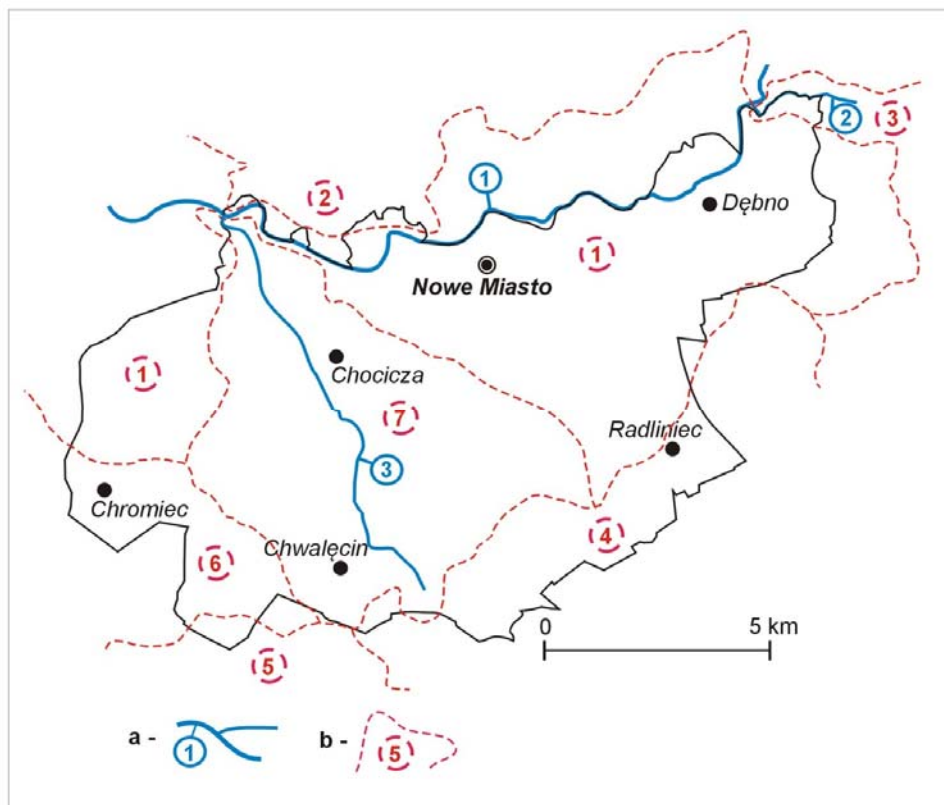 2
3
2
1
Dębno
1
Nowe Miasto
Chocicza
1
7
Radliniec
3
Chromiec
4
Chwalęcin
6
0 5 km
5
a - 1
b - 5